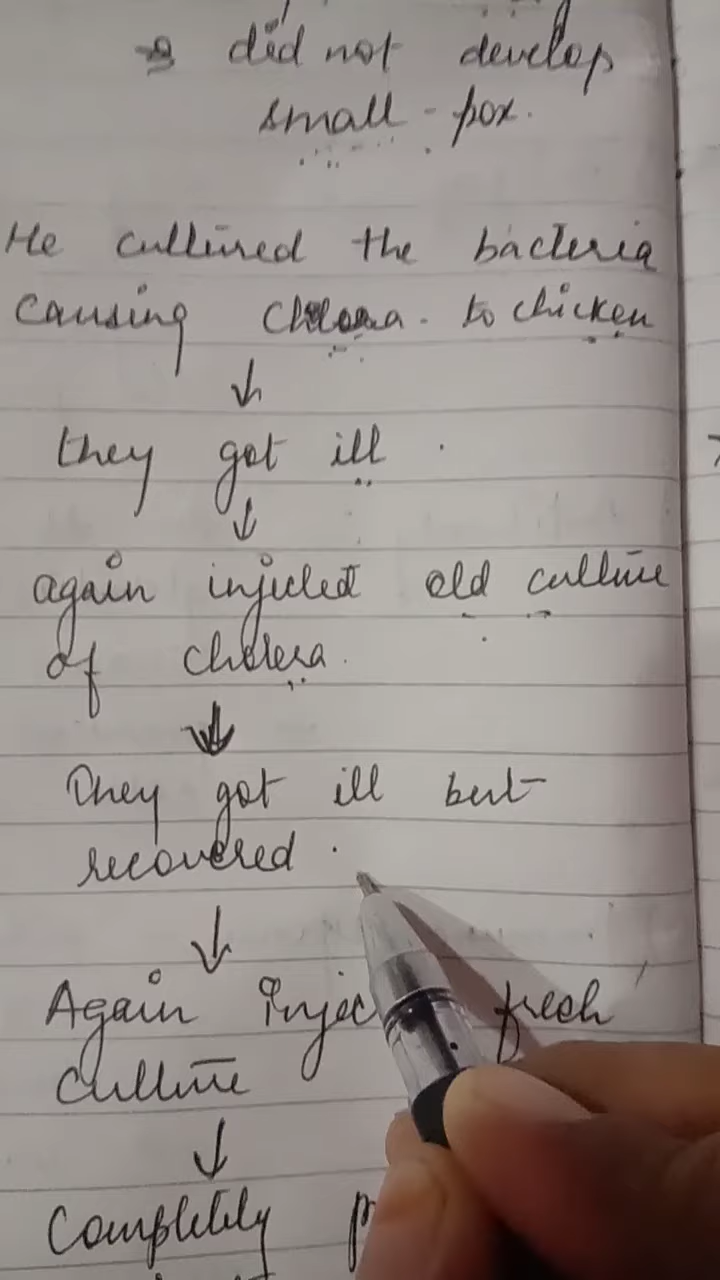 did not develop
small-pox.
He cultured the bacteria
causing Cholera. to chicken
they got ill.
again injected old culture
of cholera.
They got ill but
recovered.
Again fresh
culture
Completely